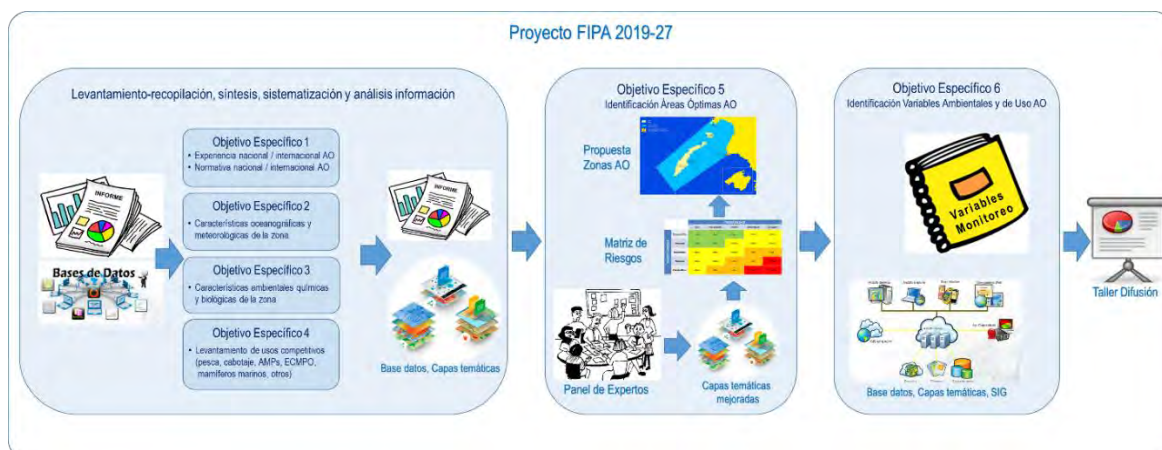 Proyecto FIPA 2019-27
Levantamiento-recopilación, síntesis, sistematización y análisis información
INFORME
Bases de Datos
Objetivo Específico 1
• Experiencia nacional / internacional AO
• Normativa nacional / internacional AO
Objetivo Específico 2
• Características oceanográficas y
meteorológicas de la zona
Objetivo Específico 3
• Características ambientales químicas
y biológicas de la zona
Objetivo Específico 4
• Levantamiento de usos competitivos
(pesca, cabotaje, AMPs, ECMPO,
mamíferos marinos, otros)
INFORME
Base datos, Capas temáticas
Objetivo Específico 5
Identificación Áreas Óptimas AO
Propuesta
Zonas AO
Matriz de
Riesgos
Panel de Expertos
Capas temáticas
mejoradas
Objetivo Específico 6
Identificación Variables Ambientales y de Uso AO
Variables
Monitoreo
Base datos, Capas temáticas, SIG
Taller Difusión